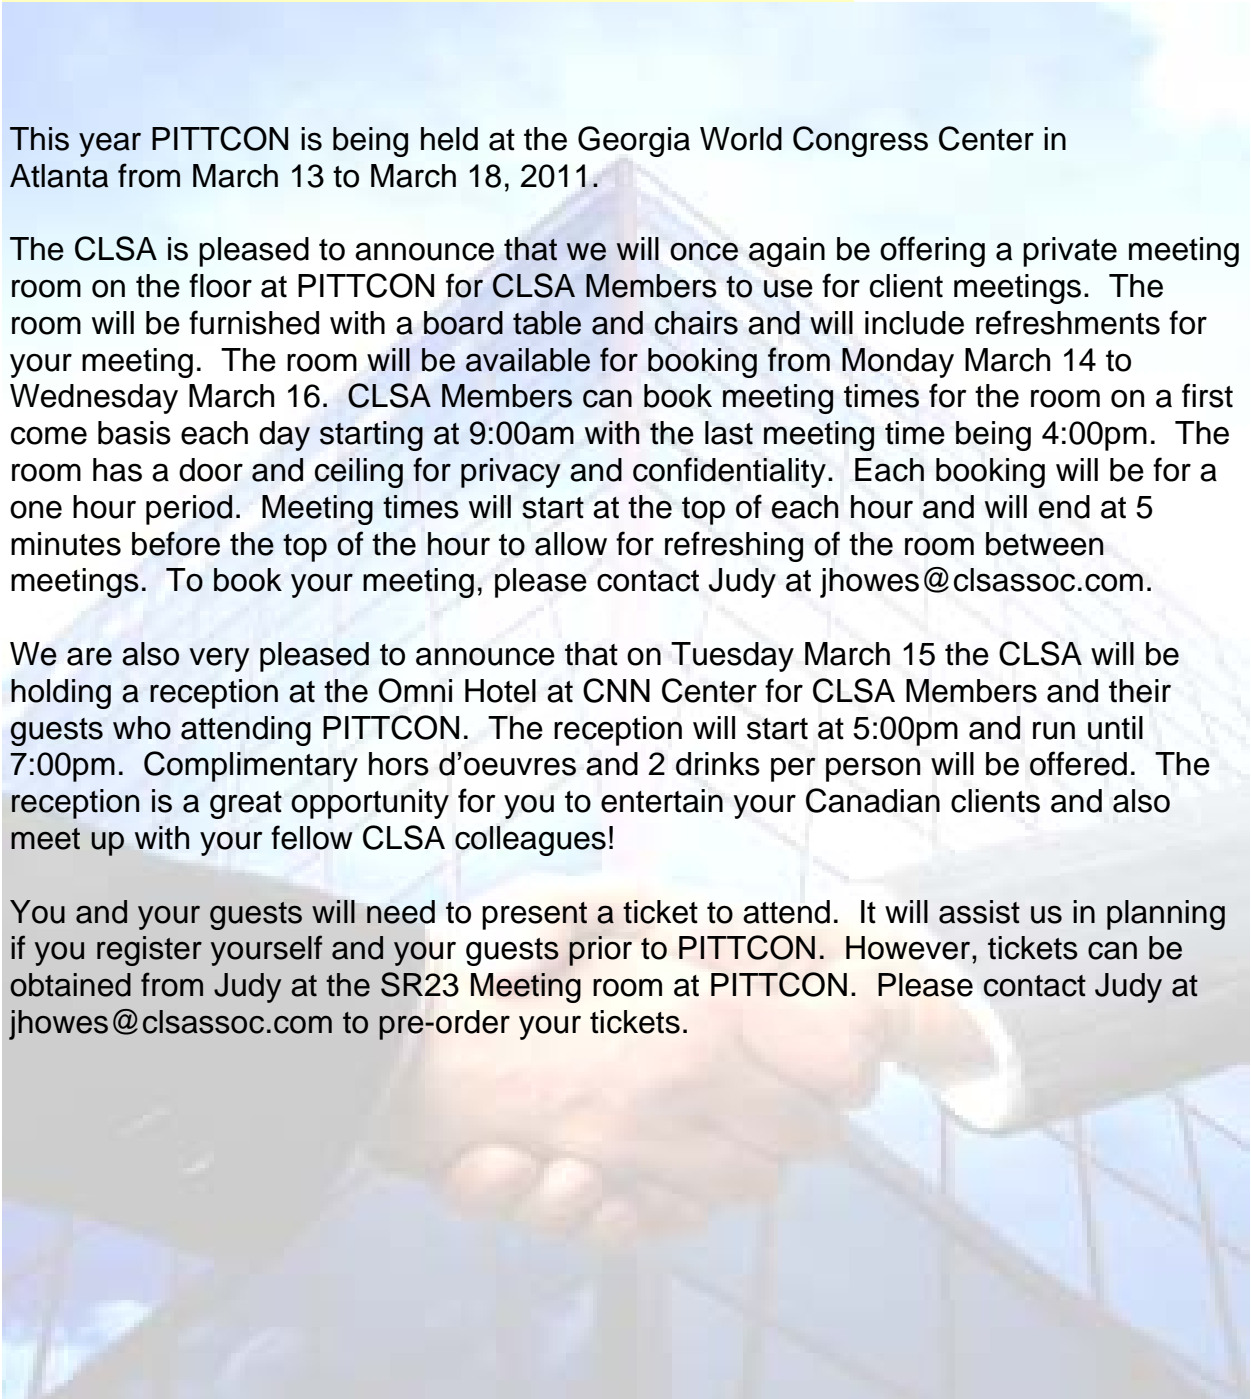 This year PITTCON is being held at the Georgia World Congress Center in
Atlanta from March 13 to March 18, 2011.
The CLSA is pleased to announce that we will once again be offering a private meeting
room on the floor at PITTCON for CLSA Members to use for client meetings.  The
room will be furnished with a board table and chairs and will include refreshments for
your meeting.  The room will be available for booking from Monday March 14 to
Wednesday March 16.  CLSA Members can book meeting times for the room on a first
come basis each day starting at 9:00am with the last meeting time being 4:00pm.  The
room has a door and ceiling for privacy and confidentiality.  Each booking will be for a
one hour period.  Meeting times will start at the top of each hour and will end at 5
minutes before the top of the hour to allow for refreshing of the room between
meetings.  To book your meeting, please contact Judy at jhowes@clsassoc.com.
We are also very pleased to announce that on Tuesday March 15 the CLSA will be
holding a reception at the Omni Hotel at CNN Center for CLSA Members and their
guests who attending PITTCON.  The reception will start at 5:00pm and run until
7:00pm.  Complimentary hors d’oeuvres and 2 drinks per person will be offered.  The
reception is a great opportunity for you to entertain your Canadian clients and also
meet up with your fellow CLSA colleagues!
You and your guests will need to present a ticket to attend.  It will assist us in planning
if you register yourself and your guests prior to PITTCON.  However, tickets can be
obtained from Judy at the SR23 Meeting room at PITTCON.  Please contact Judy at
jhowes@clsassoc.com to pre-order your tickets.